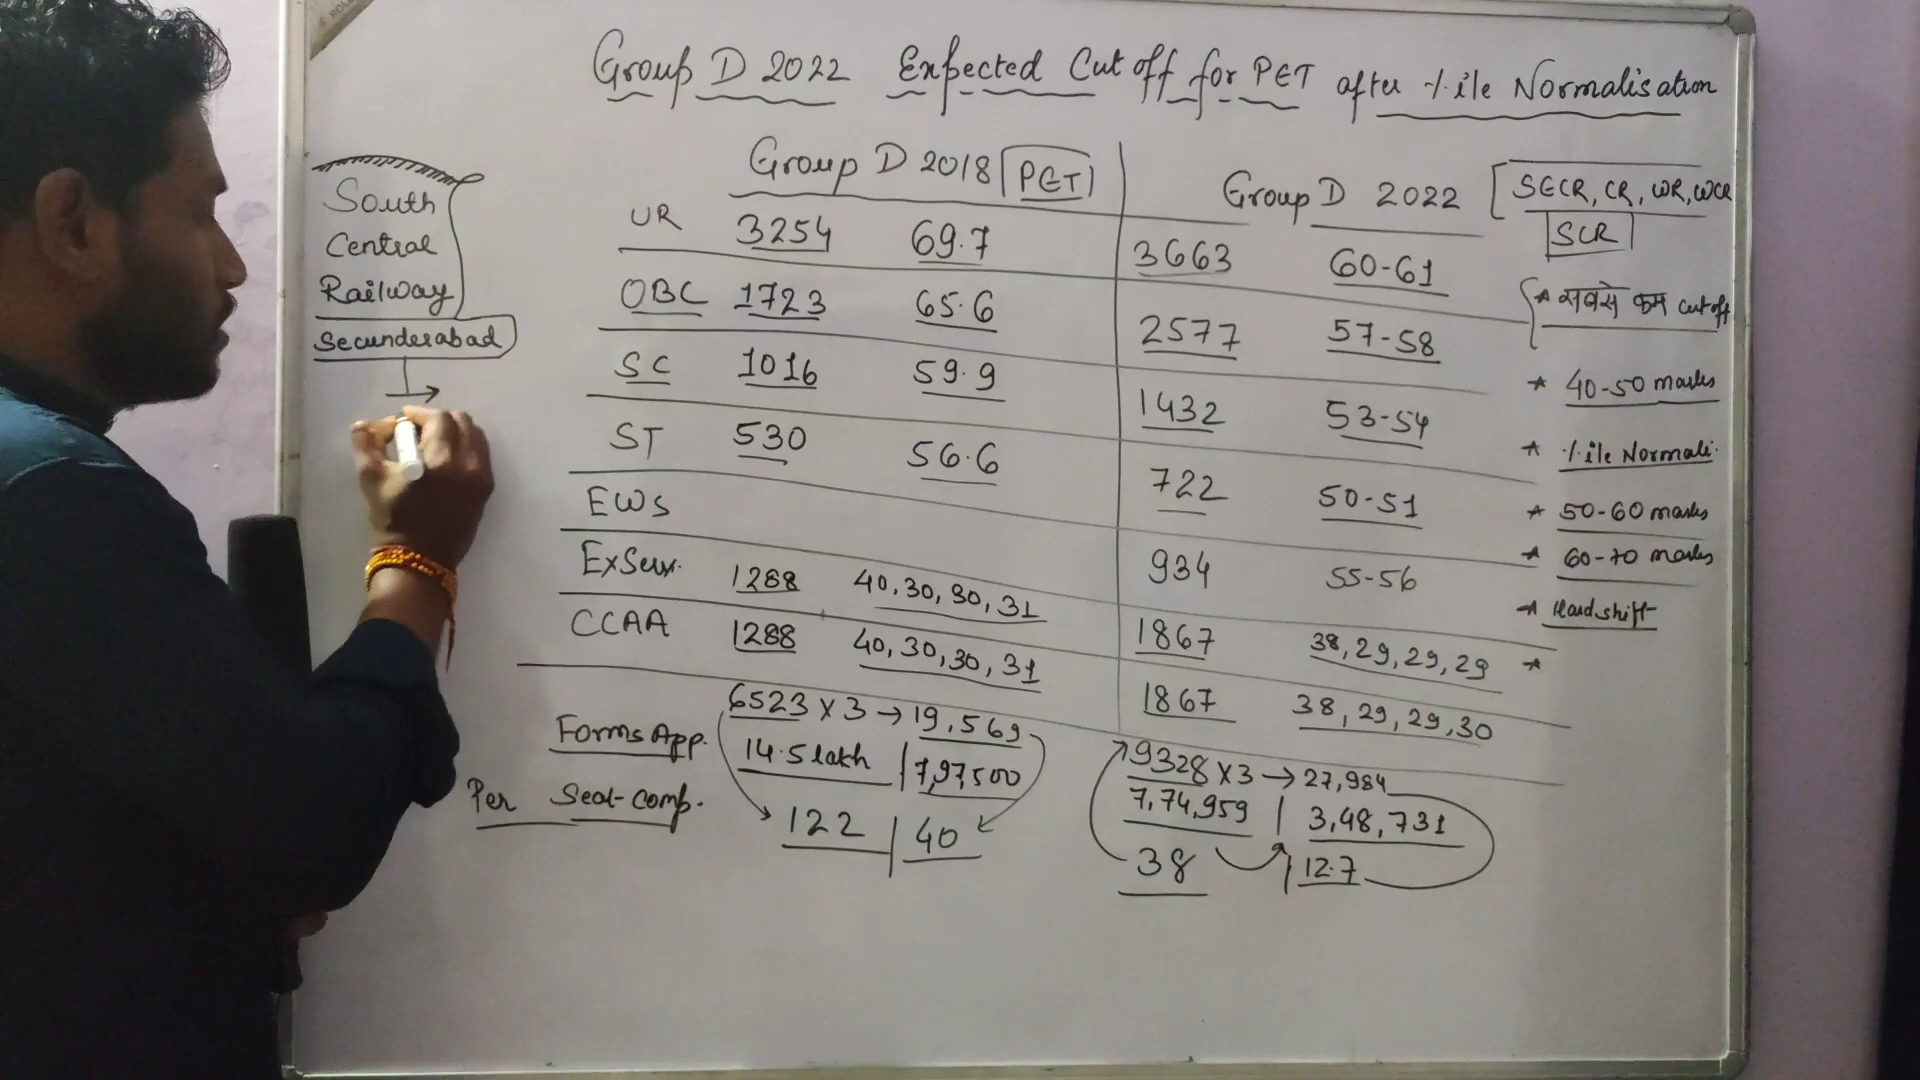 Group D 2022 Expected Cut off for PET after %ile Normalisation
South
Central
Railway
Secunderabad
Group D 2018 PET
UR 3254 69.7
OBC 1723 65.6
SC 1016 59.9
ST 530 56.6
EWS
ExSer. 1288 40,30,30,31
CCAA 1288 40,30,30,31
6523 X 3 → 19,569
Forms App. 14.5 lakh | 7,97,500
Per Seat-comp. 122 | 40
Group D 2022 [SECR, CR, WR, WCR
SCR
3663 60-61
2577 57-58
1432 53-54
722 50-51
934 55-56
1867 38,29,29,29
1867 38,29,29,30
9328 X 3 → 27,984
7,74,959 | 3,48,731
38 | 12.7
* सबसे कम cut off
* 40-50 marks
* %ile Normali.
* 50-60 marks
* 60-70 marks
* Hard shift
*